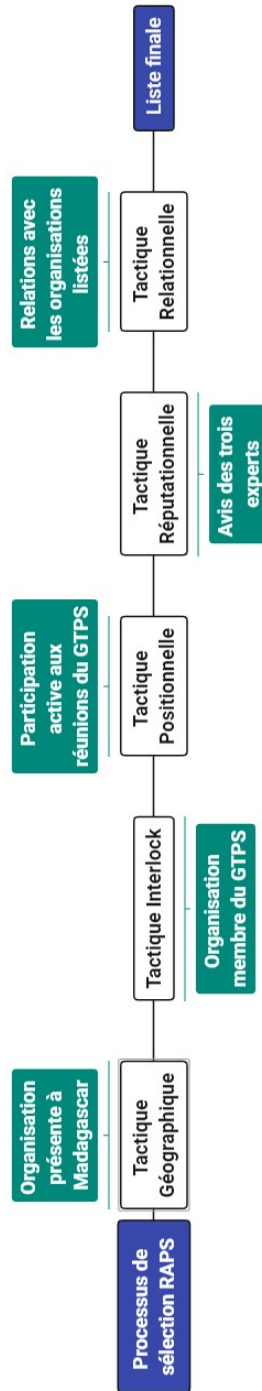 Processus de
sélection RAPS
Organisation
présente à
Madagascar
Tactique
Géographique
Tactique Interlock
Organisation
membre du GTPS
Participation
active aux
réunions du GTPS
Tactique
Positionnelle
Tactique
Réputationnelle
Avis des trois
experts
Relations avec
les organisations
listées
Tactique
Relationnelle
Liste finale